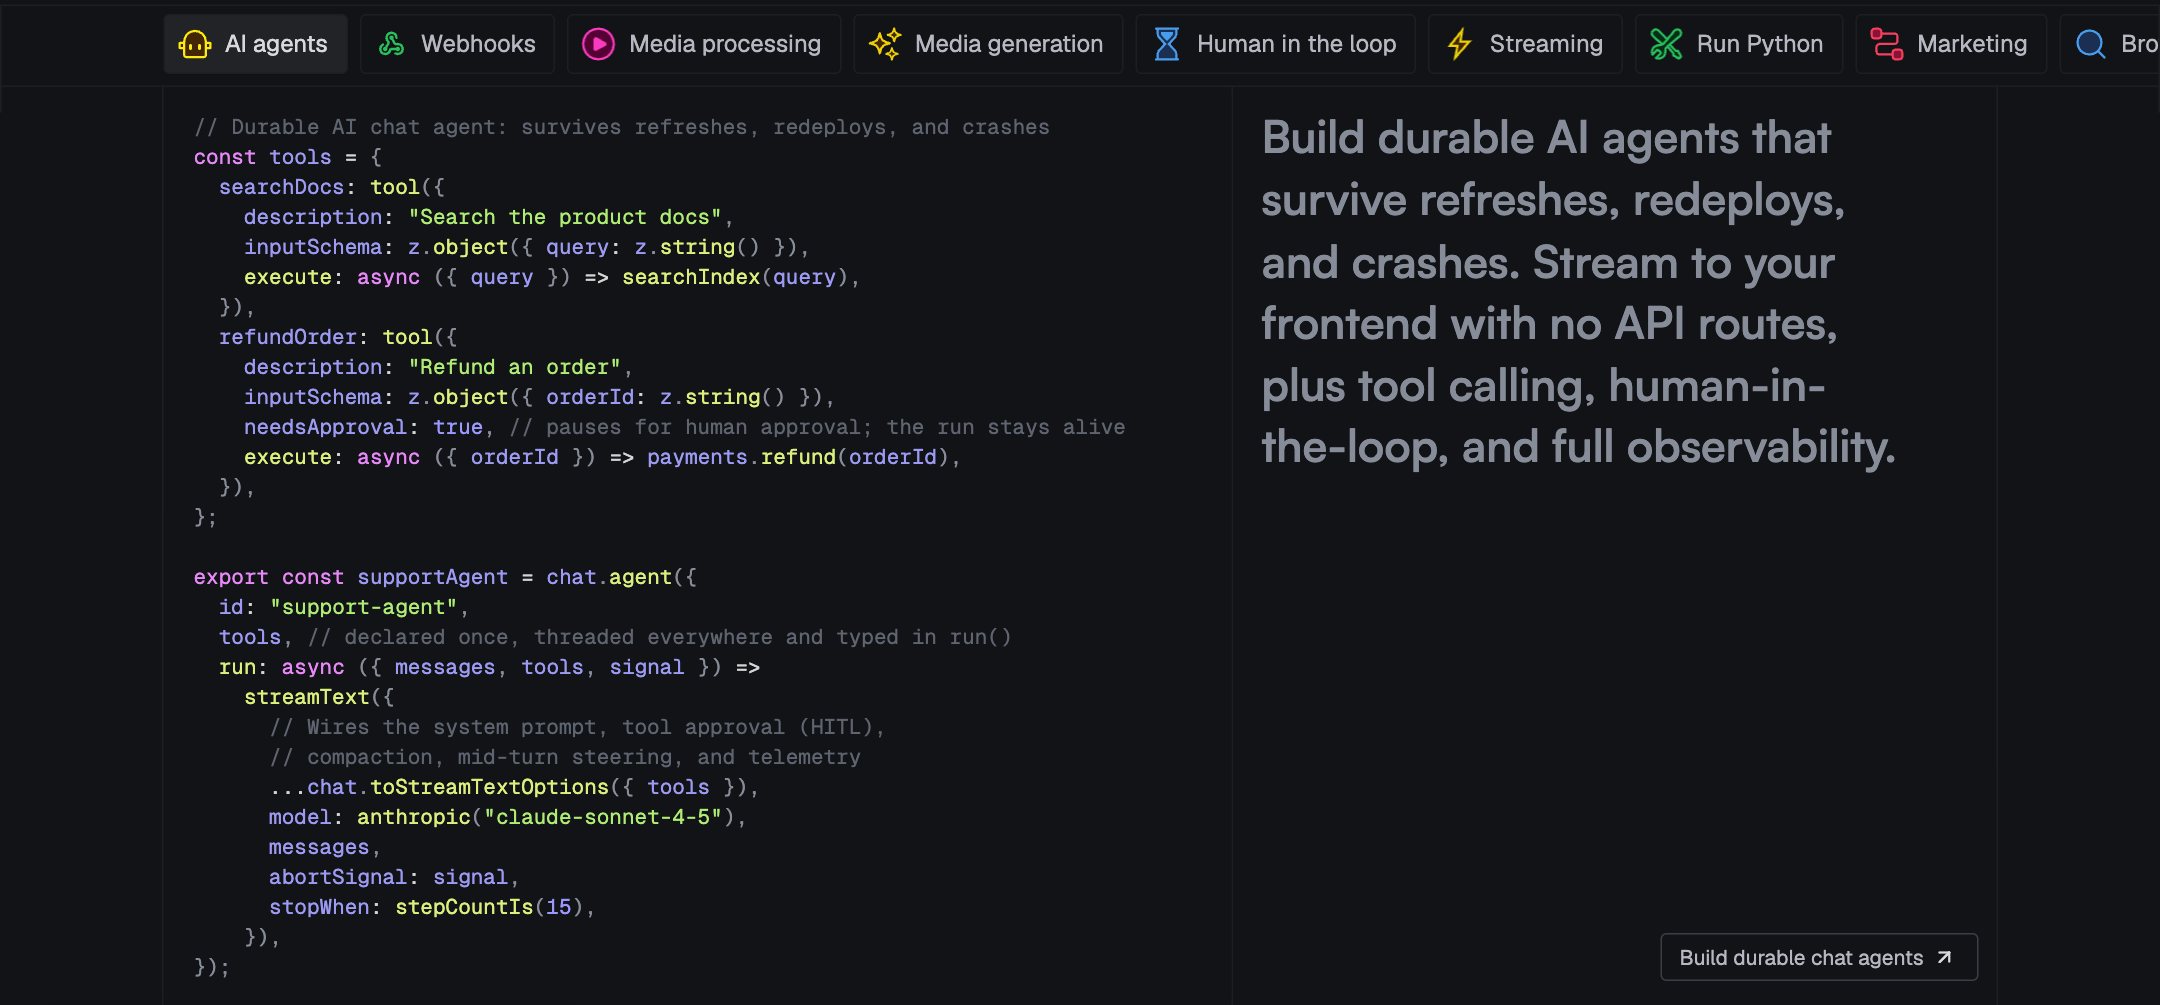 AI agents
Webhooks
Media processing
Media generation
Human in the loop
Streaming
Run Python
Marketing
Bro
// Durable AI chat agent: survives refreshes, redeploys, and crashes
const tools = {
  searchDocs: tool({
    description: "Search the product docs",
    inputSchema: z.object({ query: z.string() }),
    execute: async ({ query }) => searchIndex(query),
  }),
  refundOrder: tool({
    description: "Refund an order",
    inputSchema: z.object({ orderId: z.string() }),
    needsApproval: true, // pauses for human approval; the run stays alive
    execute: async ({ orderId }) => payments.refund(orderId),
  }),
};
export const supportAgent = chat.agent({
  id: "support-agent",
  tools, // declared once, threaded everywhere and typed in run()
  run: async ({ messages, tools, signal }) =>
    streamText({
      // Wires the system prompt, tool approval (HITL),
      // compaction, mid-turn steering, and telemetry
      ...chat.toStreamTextOptions({ tools }),
      model: anthropic("claude-sonnet-4-5"),
      messages,
      abortSignal: signal,
      stopWhen: stepCountIs(15),
    }),
});
Build durable AI agents that
survive refreshes, redeploys,
and crashes. Stream to your
frontend with no API routes,
plus tool calling, human-in-
the-loop, and full observability.
Build durable chat agents